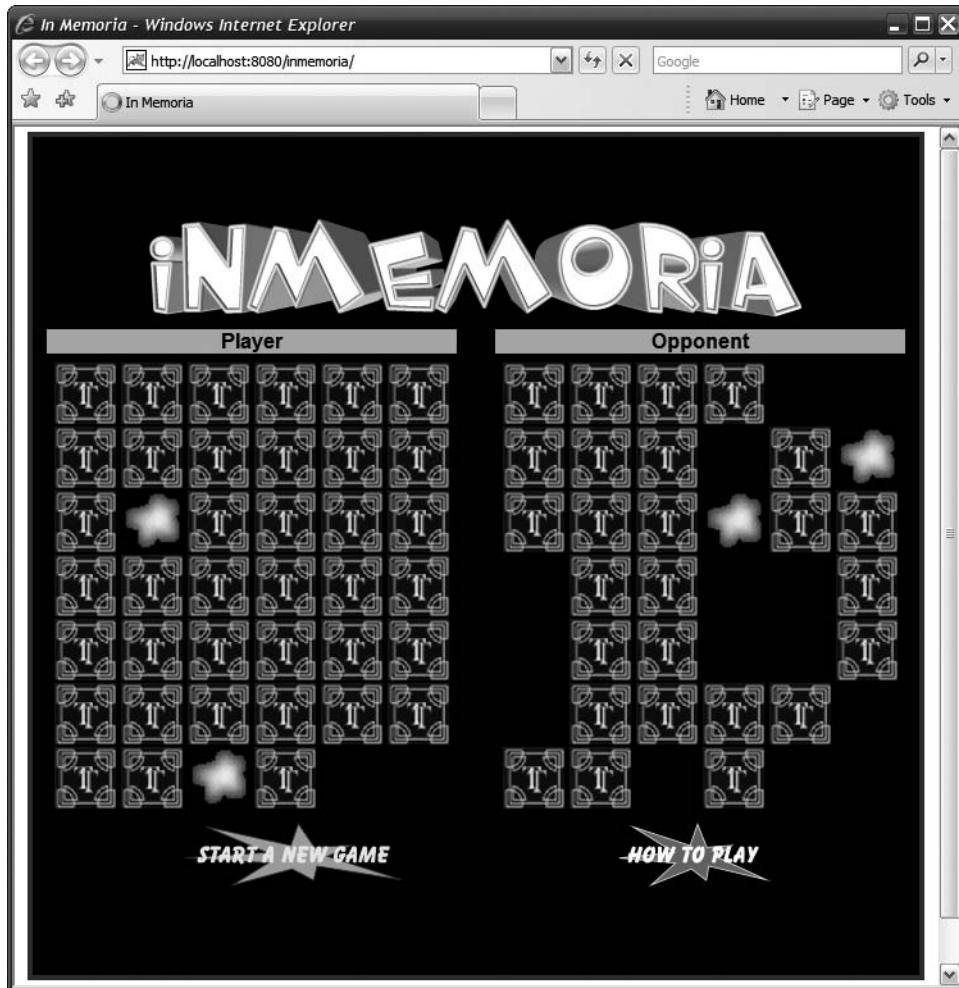 In Memoria - Windows Internet Explorer
http://localhost:8080/inmemoria/
Google
In Memoria
Home
Page
Tools
iNMEMORiA
Player
Opponent
START A NEW GAME
HOW TO PLAY